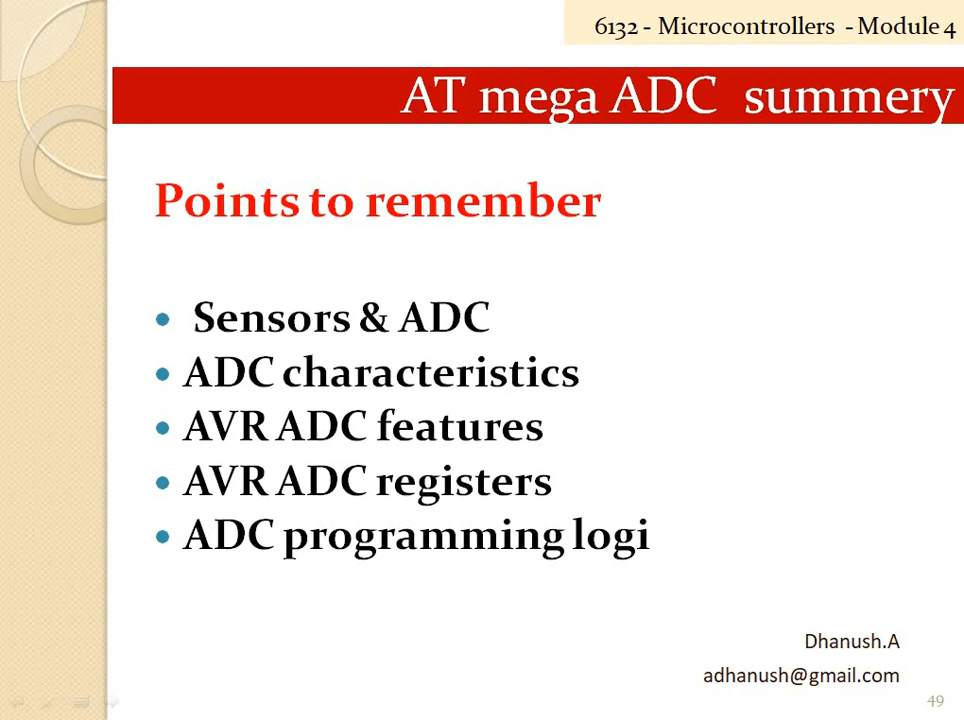 6132 - Microcontrollers - Module 4
AT mega ADC summery
Points to remember
• Sensors & ADC
• ADC characteristics
• AVR ADC features
• AVR ADC registers
• ADC programming logi
Dhanush.A
adhanush@gmail.com
49